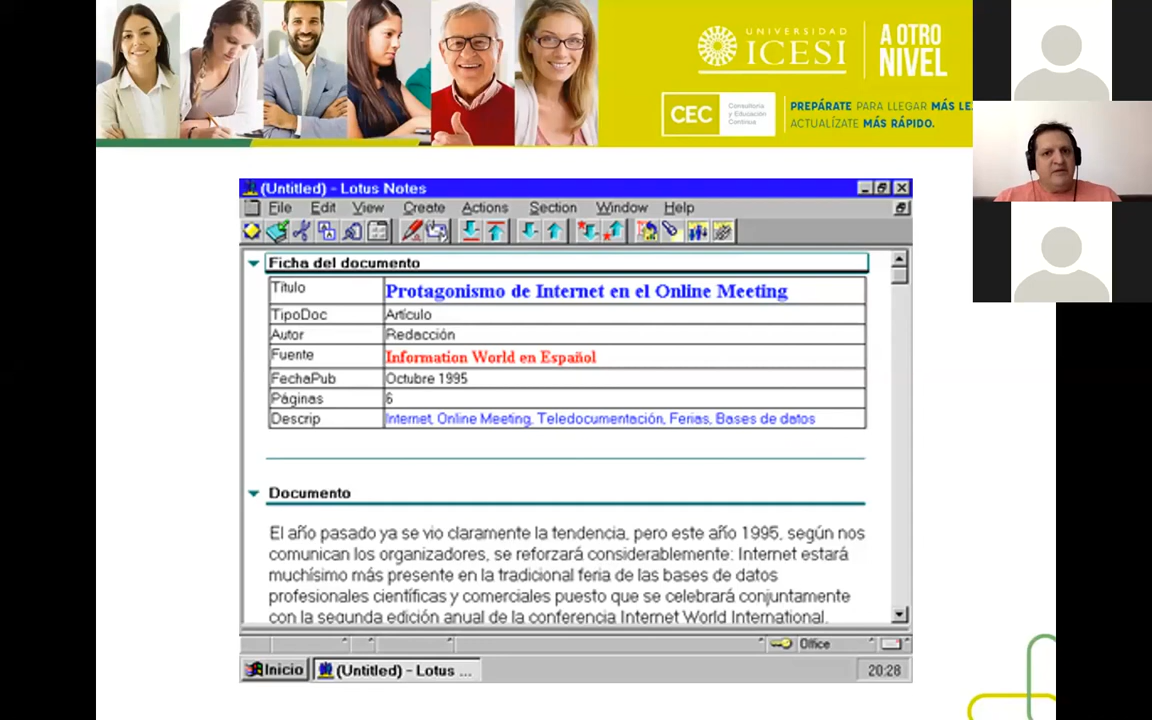 UNIVERSIDAD
ICESI
A OTRO
NIVEL
CEC
Consultoría
y Educación
Continua
PREPÁRATE PARA LLEGAR MÁS LE
ACTUALÍZATE MÁS RÁPIDO.
(Untitled) - Lotus Notes
File Edit View Create Actions Section Window Help
Ficha del documento
Título Protagonismo de Internet en el Online Meeting
TipoDoc Artículo
Autor Redacción
Fuente Information World en Español
FechaPub Octubre 1995
Páginas 6
Descrip Internet, Online Meeting, Teledocumentación, Ferias, Bases de datos
Documento
El año pasado ya se vio claramente la tendencia, pero este año 1995, según nos
comunican los organizadores, se reforzará considerablemente: Internet estará
muchísimo más presente en la tradicional feria de las bases de datos
profesionales científicas y comerciales puesto que se celebrará conjuntamente
con la segunda edición anual de la conferencia Internet World International.
Office
Inicio (Untitled) - Lotus ... 20:28